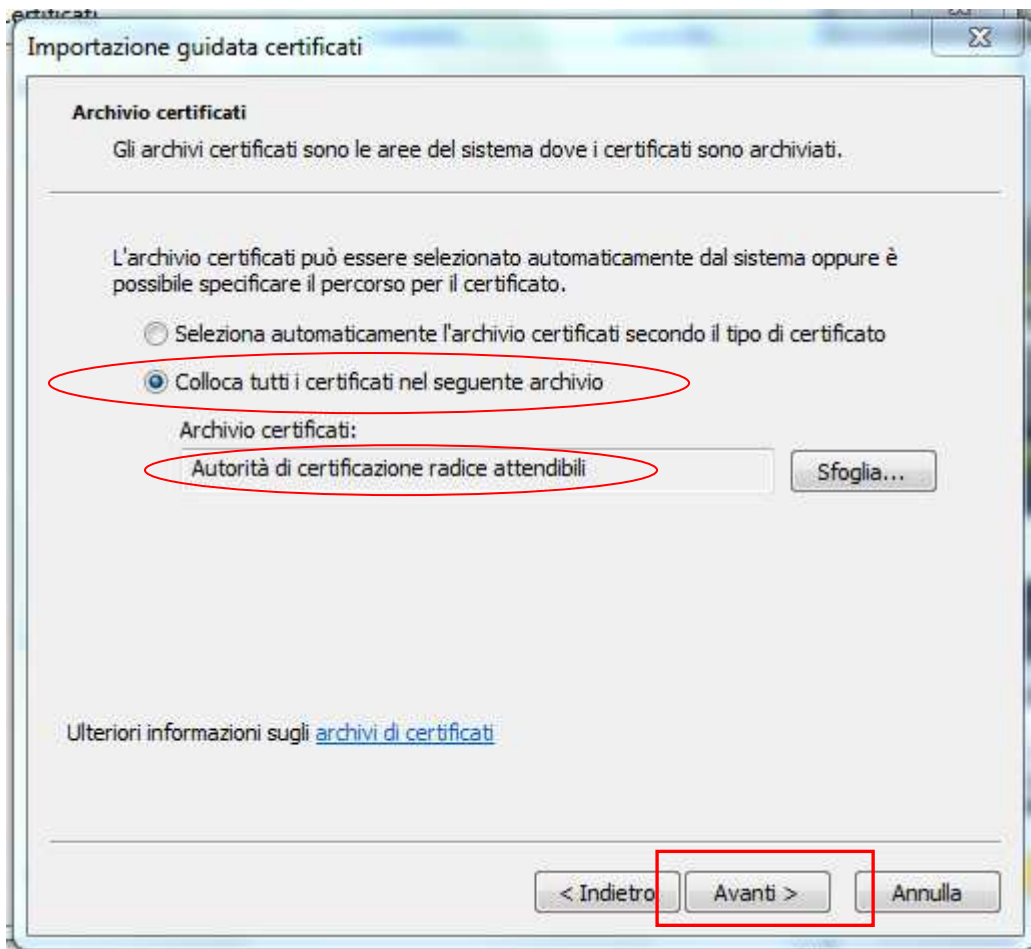 ertificati
Importazione guidata certificati
Archivio certificati
Gli archivi certificati sono le aree del sistema dove i certificati sono archiviati.
L'archivio certificati può essere selezionato automaticamente dal sistema oppure è
possibile specificare il percorso per il certificato.
Seleziona automaticamente l'archivio certificati secondo il tipo di certificato
Colloca tutti i certificati nel seguente archivio
Archivio certificati:
Autorità di certificazione radice attendibili
Sfoglia...
Ulteriori informazioni sugli archivi di certificati
< Indietro Avanti > Annulla